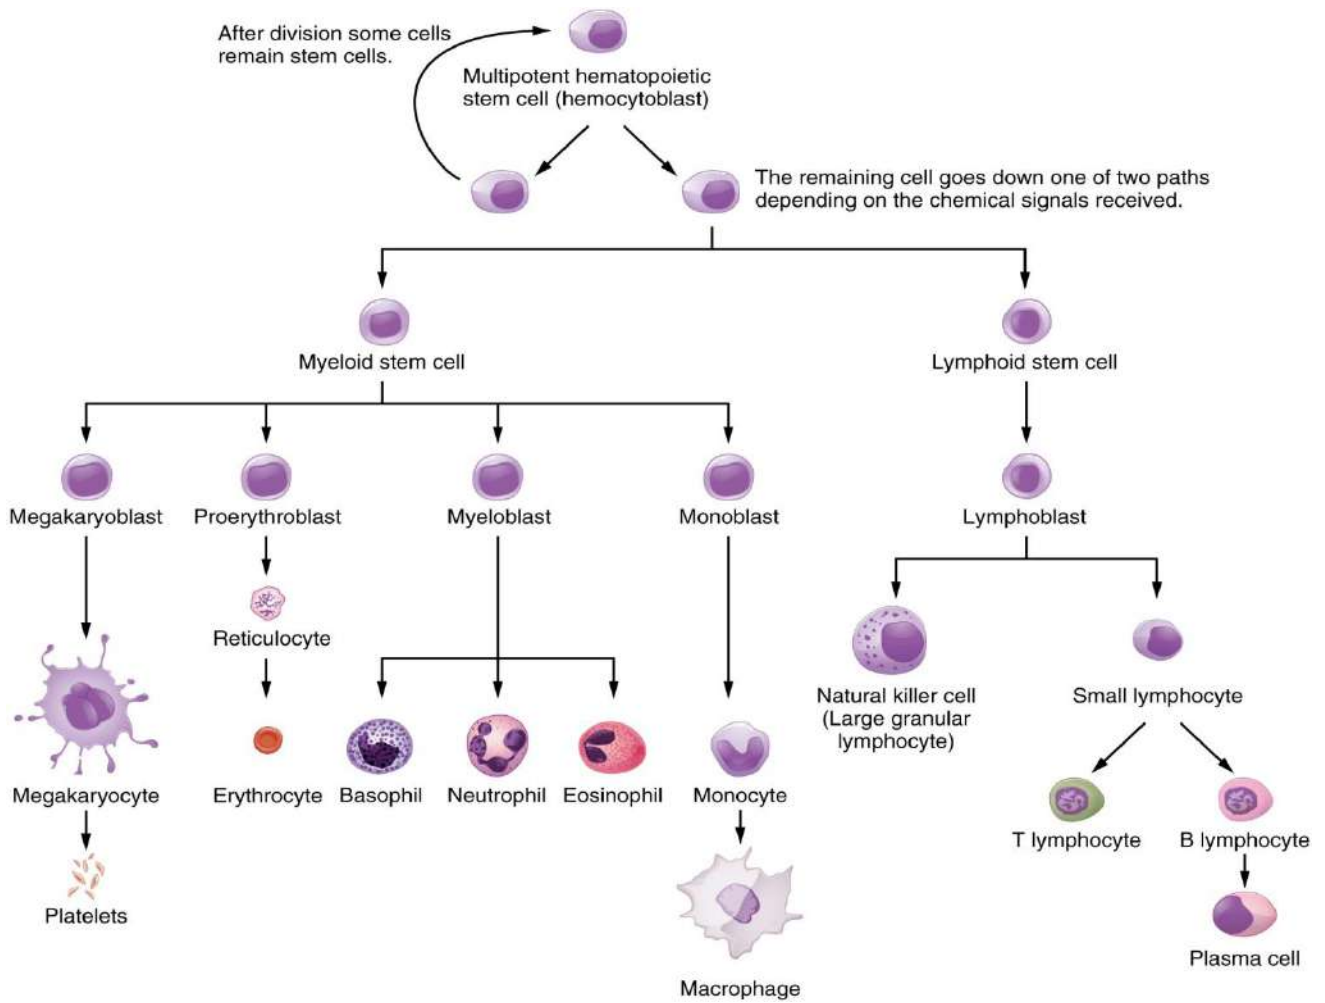 After division some cells
remain stem cells.
Multipotent hematopoietic
stem cell (hemocytoblast)
The remaining cell goes down one of two paths
depending on the chemical signals received.
Myeloid stem cell
Lymphoid stem cell
Megakaryoblast
Proerythroblast
Myeloblast
Monoblast
Lymphoblast
Reticulocyte
Natural killer cell
(Large granular
lymphocyte)
Small lymphocyte
Megakaryocyte
Erythrocyte
Basophil
Neutrophil
Eosinophil
Monocyte
T lymphocyte
B lymphocyte
Platelets
Macrophage
Plasma cell